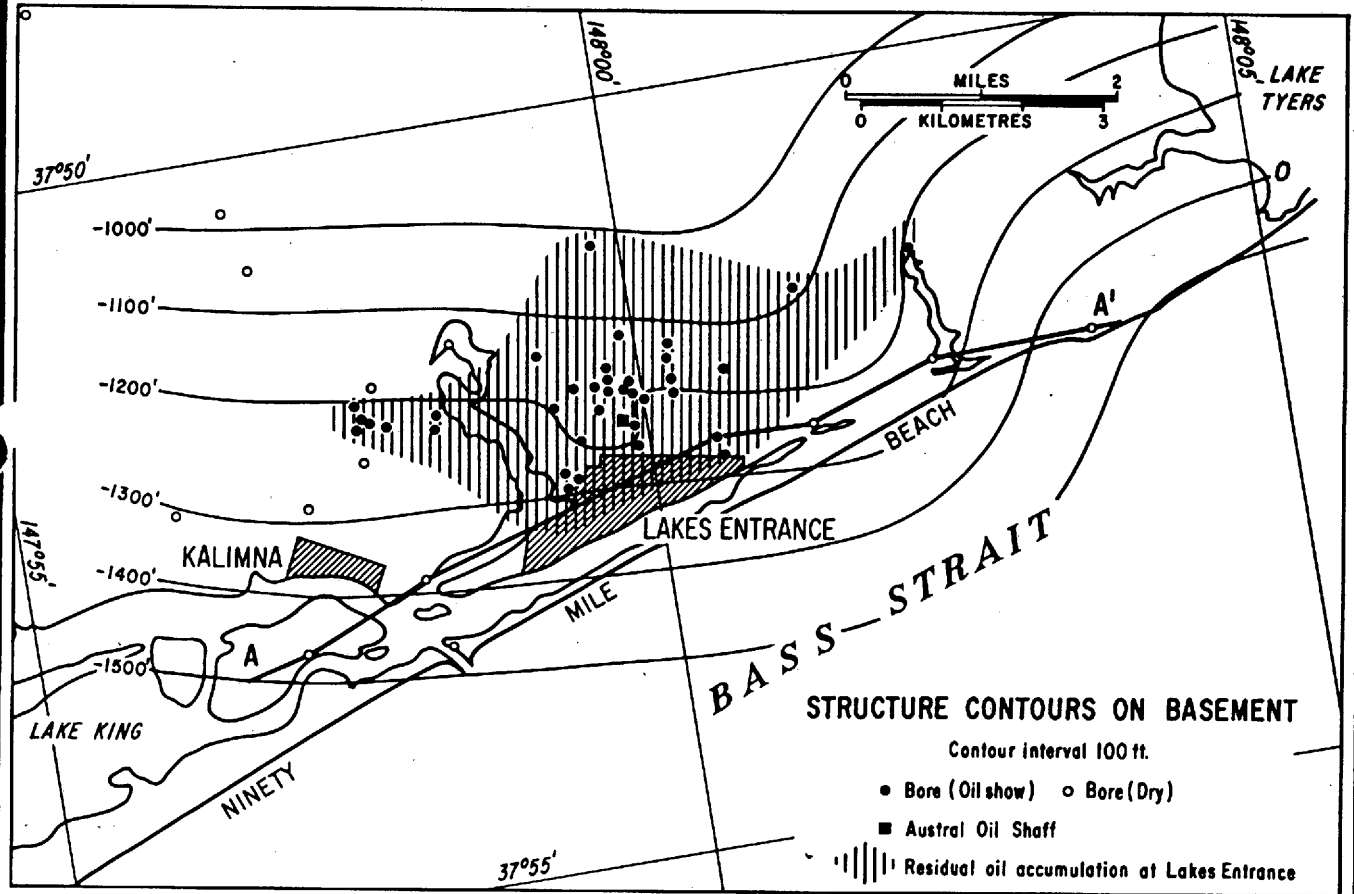 148°00'
148°05'
LAKE
TYERS
0 MILES 2
0 KILOMETRES 3
37°50'
O
-1000'
-1100'
A'
-1200'
BEACH
-1300'
LAKES ENTRANCE
147°55'
KALIMNA
-1400'
MILE
BASS—STRAIT
A
-1500'
LAKE KING
NINETY
37°55'
STRUCTURE CONTOURS ON BASEMENT
Contour interval 100 ft.
Bore (Oil show) Bore (Dry)
Austral Oil Shaff
Residual oil accumulation at Lakes Entrance